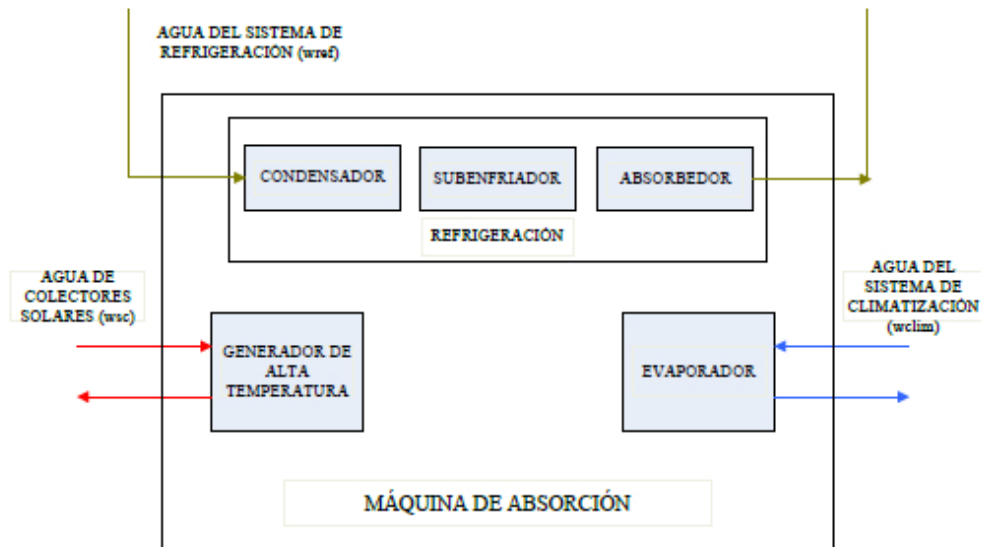 AGUA DEL SISTEMA DE
REFRIGERACIÓN (wref)
CONDENSADOR
SUBENFRIADOR
ABSORBEDOR
REFRIGERACIÓN
AGUA DE
COLECTORES
SOLARES (wsc)
AGUA DEL
SISTEMA DE
CLIMATIZACIÓN
(wclim)
GENERADOR DE
ALTA
TEMPERATURA
EVAPORADOR
MÁQUINA DE ABSORCIÓN